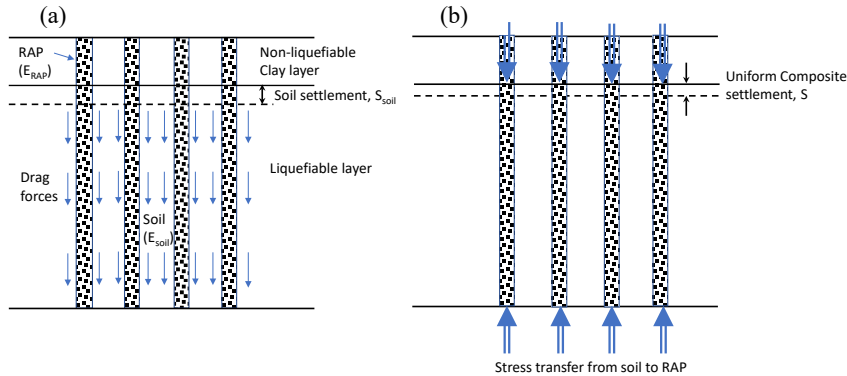 (a)
RAP
(E_RAP)
Non-liquefiable
Clay layer
Soil settlement, S_soil
Drag
forces
Liquefiable layer
Soil
(E_soil)
(b)
Uniform Composite
settlement, S
Stress transfer from soil to RAP